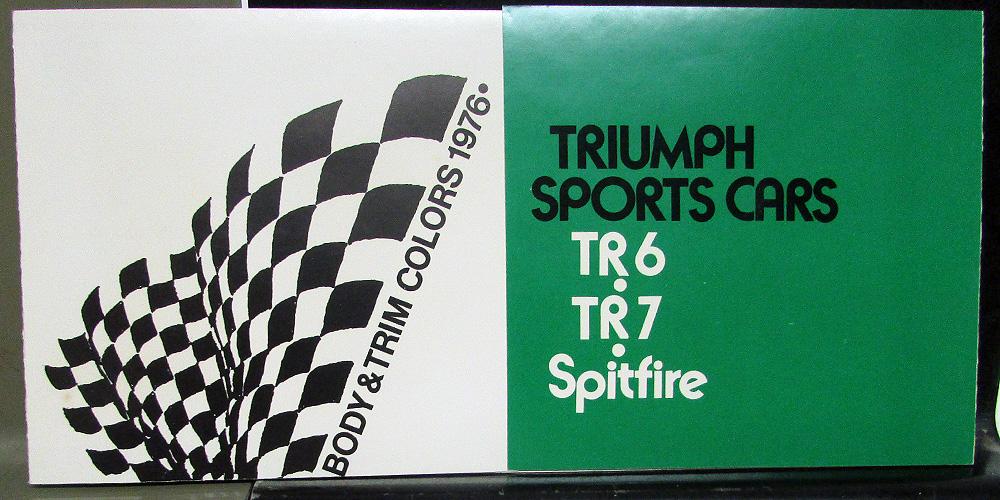 BODY & TRIM COLORS 1976•
TRIUMPH
SPORTS CARS
TR6
•
TR7
•
Spitfire